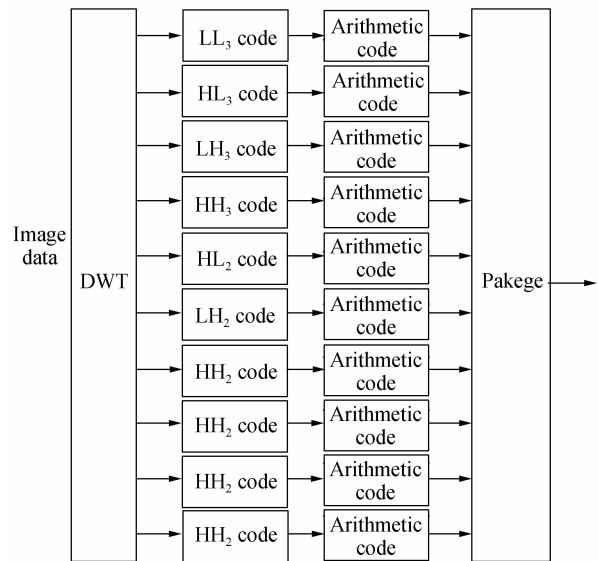 Image
data
DWT
LL₃ code
Arithmetic
code
HL₃ code
Arithmetic
code
LH₃ code
Arithmetic
code
HH₃ code
Arithmetic
code
HL₂ code
Arithmetic
code
LH₂ code
Arithmetic
code
HH₂ code
Arithmetic
code
HH₂ code
Arithmetic
code
HH₂ code
Arithmetic
code
HH₂ code
Arithmetic
code
Pakege